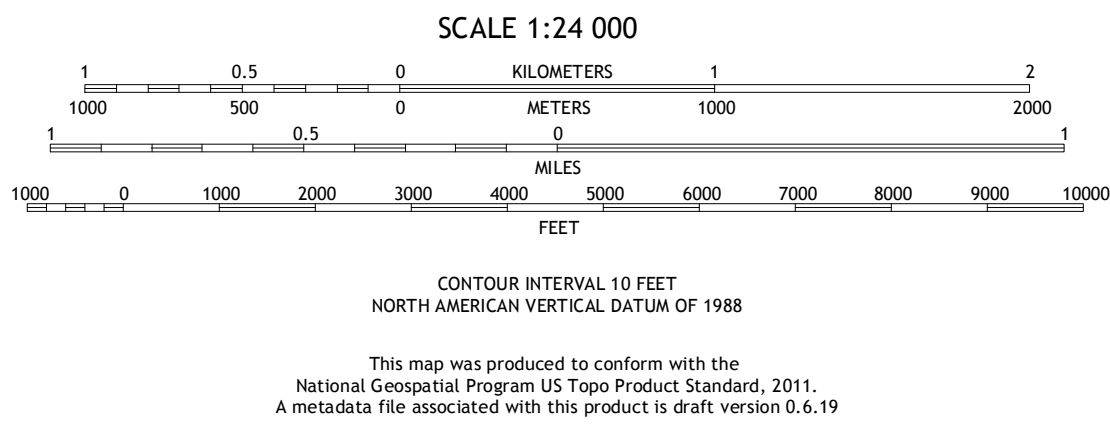 SCALE 1:24 000
1 0.5 0 KILOMETERS 1 2
1000 500 0 METERS 1000 2000
1 0.5 0 1
MILES
1000 0 1000 2000 3000 4000 5000 6000 7000 8000 9000 10000
FEET
CONTOUR INTERVAL 10 FEET
NORTH AMERICAN VERTICAL DATUM OF 1988
This map was produced to conform with the
National Geospatial Program US Topo Product Standard, 2011.
A metadata file associated with this product is draft version 0.6.19